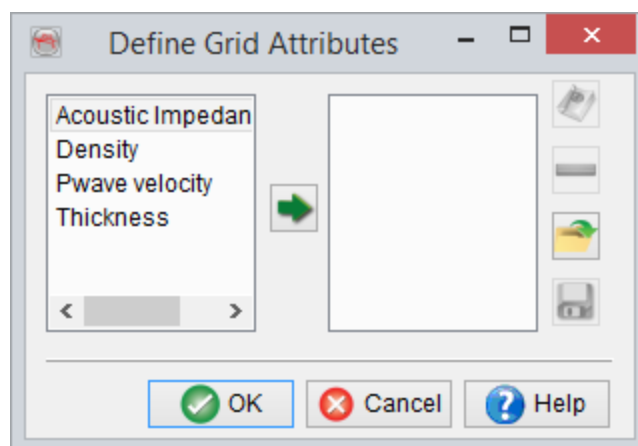 Define Grid Attributes
Acoustic Impedan
Density
Pwave velocity
Thickness
OK
Cancel
Help